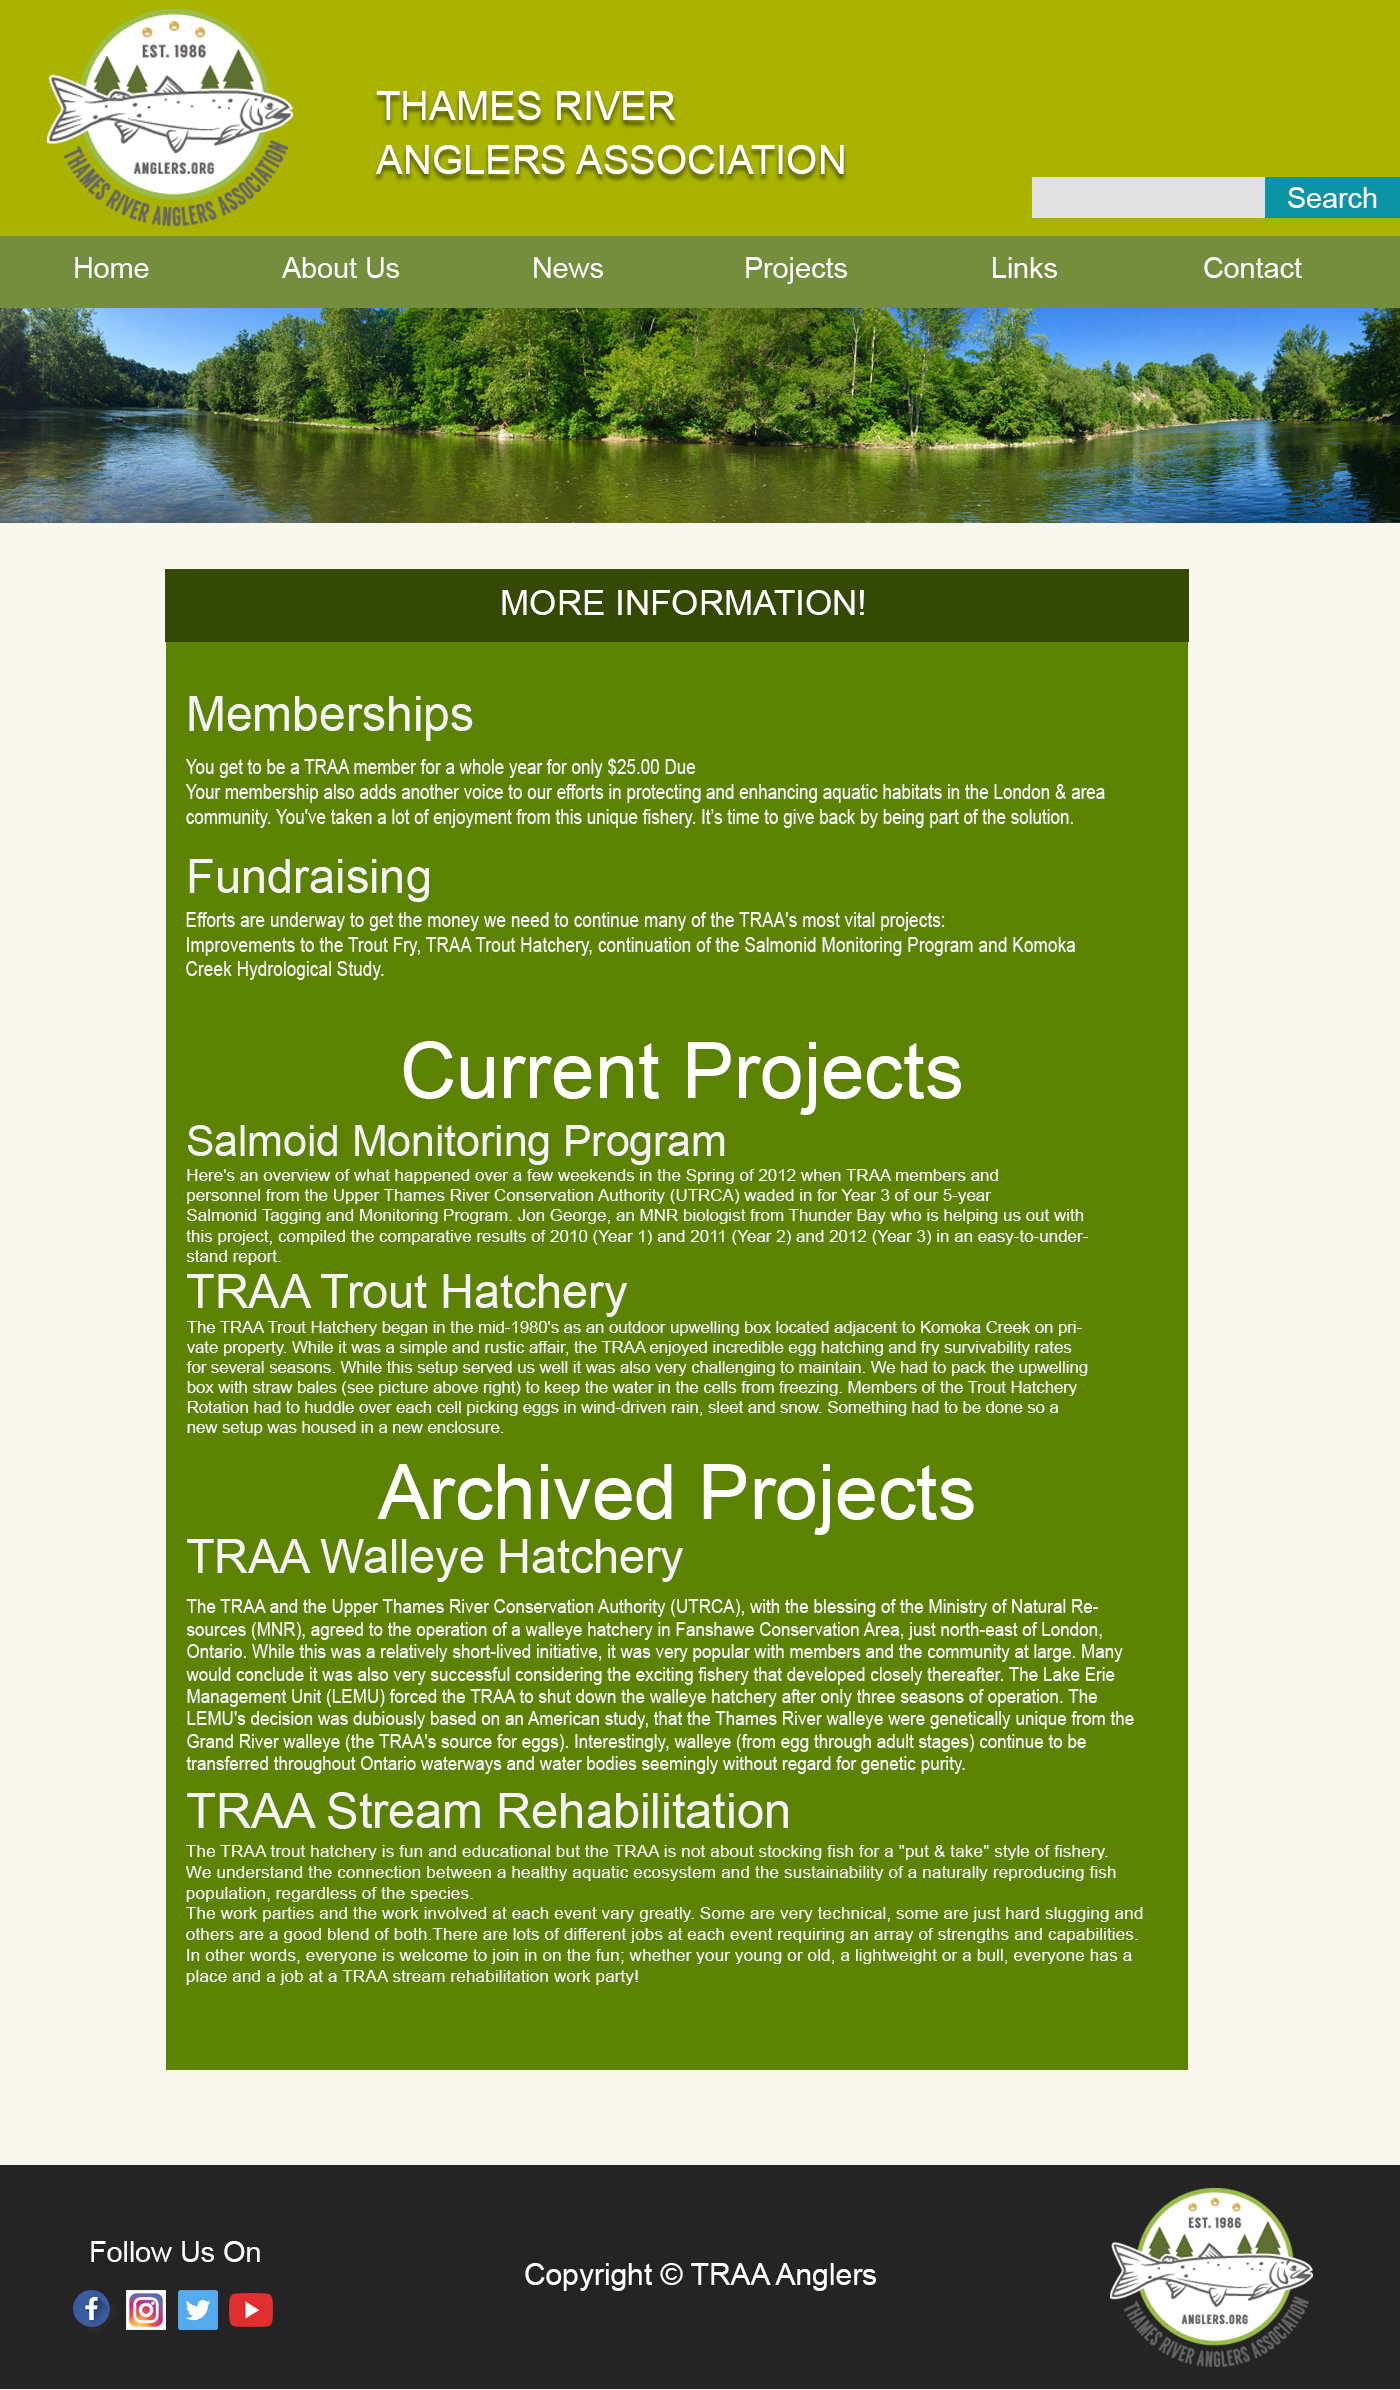 EST. 1986
ANGLERS.ORG
THAMES RIVER ANGLERS ASSOCIATION
THAMES RIVER
ANGLERS ASSOCIATION
Search
Home About Us News Projects Links Contact
MORE INFORMATION!
Memberships
You get to be a TRAA member for a whole year for only $25.00 Due
Your membership also adds another voice to our efforts in protecting and enhancing aquatic habitats in the London & area
community. You've taken a lot of enjoyment from this unique fishery. It's time to give back by being part of the solution.
Fundraising
Efforts are underway to get the money we need to continue many of the TRAA's most vital projects:
Improvements to the Trout Fry, TRAA Trout Hatchery, continuation of the Salmonid Monitoring Program and Komoka
Creek Hydrological Study.
Current Projects
Salmoid Monitoring Program
Here's an overview of what happened over a few weekends in the Spring of 2012 when TRAA members and
personnel from the Upper Thames River Conservation Authority (UTRCA) waded in for Year 3 of our 5-year
Salmonid Tagging and Monitoring Program. Jon George, an MNR biologist from Thunder Bay who is helping us out with
this project, compiled the comparative results of 2010 (Year 1) and 2011 (Year 2) and 2012 (Year 3) in an easy-to-under-
stand report.
TRAA Trout Hatchery
The TRAA Trout Hatchery began in the mid-1980's as an outdoor upwelling box located adjacent to Komoka Creek on pri-
vate property. While it was a simple and rustic affair, the TRAA enjoyed incredible egg hatching and fry survivability rates
for several seasons. While this setup served us well it was also very challenging to maintain. We had to pack the upwelling
box with straw bales (see picture above right) to keep the water in the cells from freezing. Members of the Trout Hatchery
Rotation had to huddle over each cell picking eggs in wind-driven rain, sleet and snow. Something had to be done so a
new setup was housed in a new enclosure.
Archived Projects
TRAA Walleye Hatchery
The TRAA and the Upper Thames River Conservation Authority (UTRCA), with the blessing of the Ministry of Natural Re-
sources (MNR), agreed to the operation of a walleye hatchery in Fanshawe Conservation Area, just north-east of London,
Ontario. While this was a relatively short-lived initiative, it was very popular with members and the community at large. Many
would conclude it was also very successful considering the exciting fishery that developed closely thereafter. The Lake Erie
Management Unit (LEMU) forced the TRAA to shut down the walleye hatchery after only three seasons of operation. The
LEMU's decision was dubiously based on an American study, that the Thames River walleye were genetically unique from the
Grand River walleye (the TRAA's source for eggs). Interestingly, walleye (from egg through adult stages) continue to be
transferred throughout Ontario waterways and water bodies seemingly without regard for genetic purity.
TRAA Stream Rehabilitation
The TRAA trout hatchery is fun and educational but the TRAA is not about stocking fish for a "put & take" style of fishery.
We understand the connection between a healthy aquatic ecosystem and the sustainability of a naturally reproducing fish
population, regardless of the species.
The work parties and the work involved at each event vary greatly. Some are very technical, some are just hard slugging and
others are a good blend of both.There are lots of different jobs at each event requiring an array of strengths and capabilities.
In other words, everyone is welcome to join in on the fun; whether your young or old, a lightweight or a bull, everyone has a
place and a job at a TRAA stream rehabilitation work party!
Follow Us On
Copyright © TRAA Anglers
EST. 1986
ANGLERS.ORG
THAMES RIVER ANGLERS ASSOCIATION